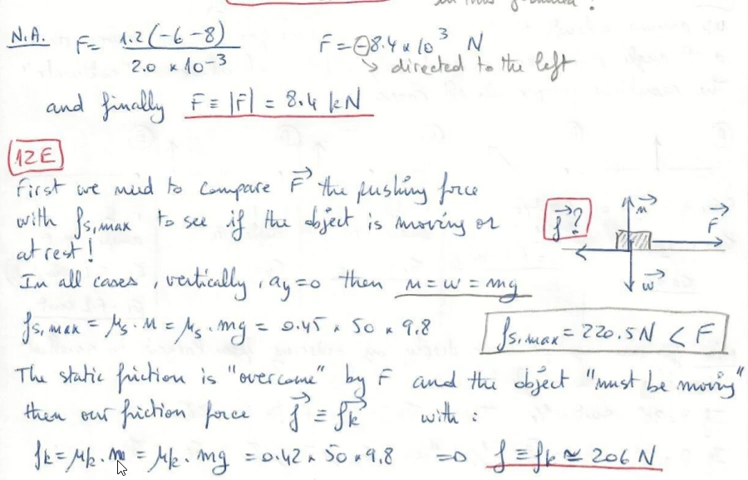 in this g-----?
N.A. F = 1.2(-6-8) / 2.0 × 10⁻³ F = -8.4 × 10³ N
↳ directed to the left
and finally F ≡ |F| = 8.4 kN
12E
First we need to compare F⃗ the pushing force
with fs,max to see if the object is moving or
at rest!
f⃗? n⃗ F⃗ w⃗
In all cases, vertically, ay=0 then n = w = mg
fs,max = μs.n = μs.mg = 0.45 × 50 × 9.8 fs,max = 220.5N < F
The static friction is "overcome" by F and the object "must be moving"
then our friction force f⃗ ≡ fk⃗ with:
fk = μk.n = μk.mg = 0.42 × 50 × 9.8 => f ≡ fk ≃ 206 N